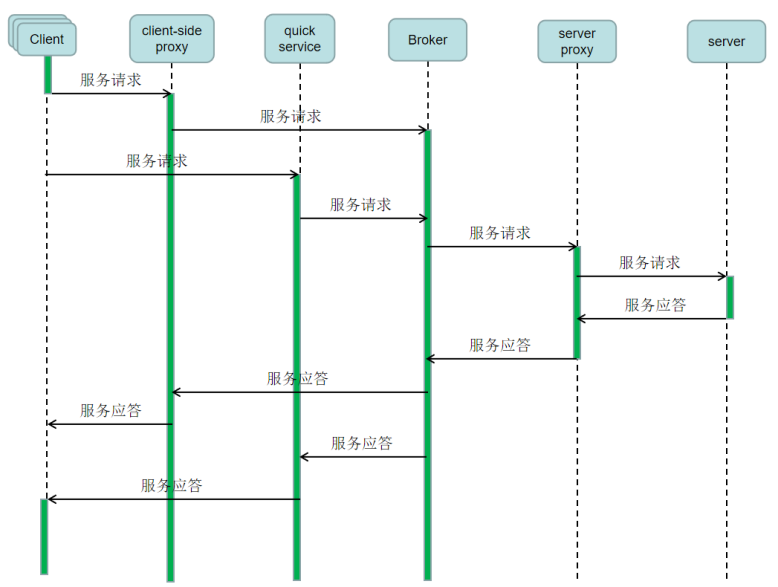 Client
client-side
proxy
quick
service
Broker
server
proxy
server
服务请求
服务请求
服务请求
服务请求
服务请求
服务请求
服务应答
服务应答
服务应答
服务应答
服务应答
服务应答